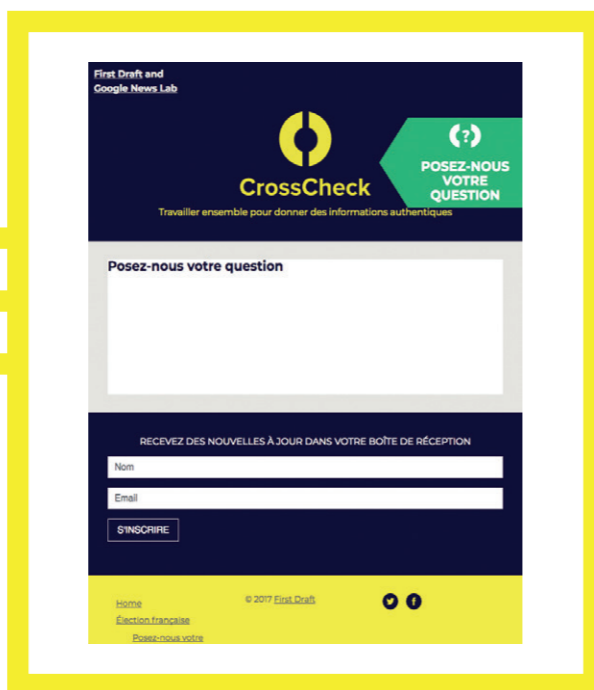 First Draft and
Google News Lab
(?)
POSEZ-NOUS
VOTRE
QUESTION
CrossCheck
Travailler ensemble pour donner des informations authentiques
Posez-nous votre question
RECEVEZ DES NOUVELLES À JOUR DANS VOTRE BOÎTE DE RÉCEPTION
Nom
Email
S'INSCRIRE
Home
© 2017 First Draft
Élection française
Posez-nous votre